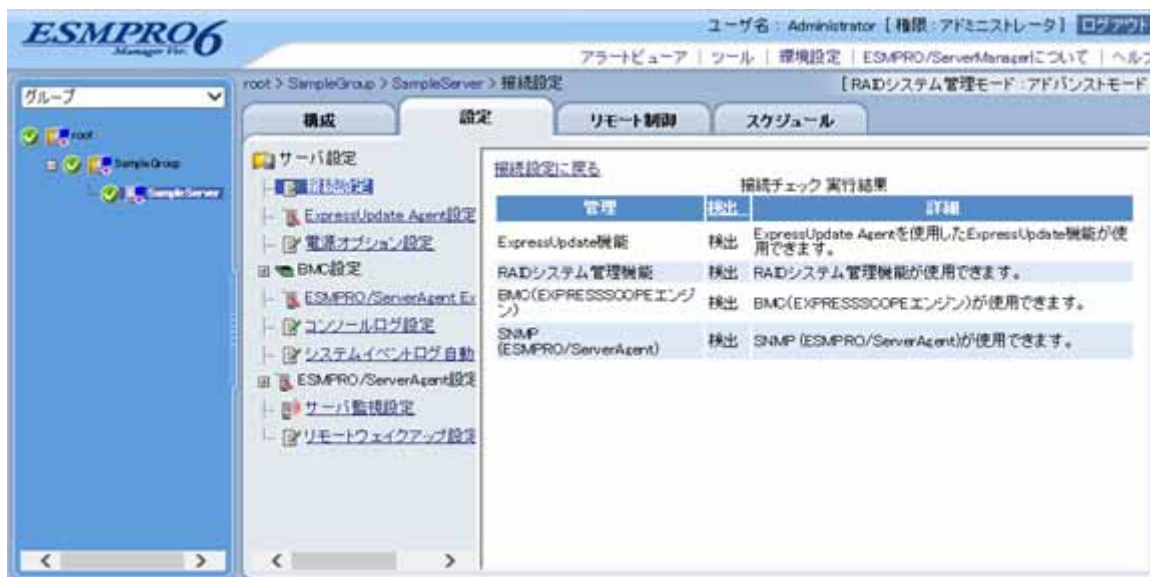 ESMPRO6
Manager Ver.
ユーザ名 : Administrator 【 権限 : アドミニストレータ】 ログアウト
アラートビューア | ツール | 環境設定 | ESMPRO/ServerManagerについて | ヘルプ
グループ
root
SampleGroup
SampleServer
root > SampleGroup > SampleServer > 接続設定
[RAIDシステム管理モード : アドバンストモード
構成
設定
リモート制御
スケジュール
サーバ設定
接続設定
ExpressUpdate Agent設定
電源オプション設定
BMC設定
ESMPRO/ServerAgent Ex
コンソールログ設定
システムイベントログ自動
ESMPRO/ServerAgent設定
サーバ監視設定
リモートウェイクアップ設定
接続設定に戻る
接続チェック 実行結果
管理 検出 詳細
ExpressUpdate機能 検出 ExpressUpdate Agentを使用したExpressUpdate機能が使
用できます。
RAIDシステム管理機能 検出 RAIDシステム管理機能が使用できます。
BMC(EXPRESSSCOPEエンジ
ン) 検出 BMC(EXPRESSSCOPEエンジン)が使用できます。
SNMP
(ESMPRO/ServerAgent) 検出 SNMP (ESMPRO/ServerAgent)が使用できます。